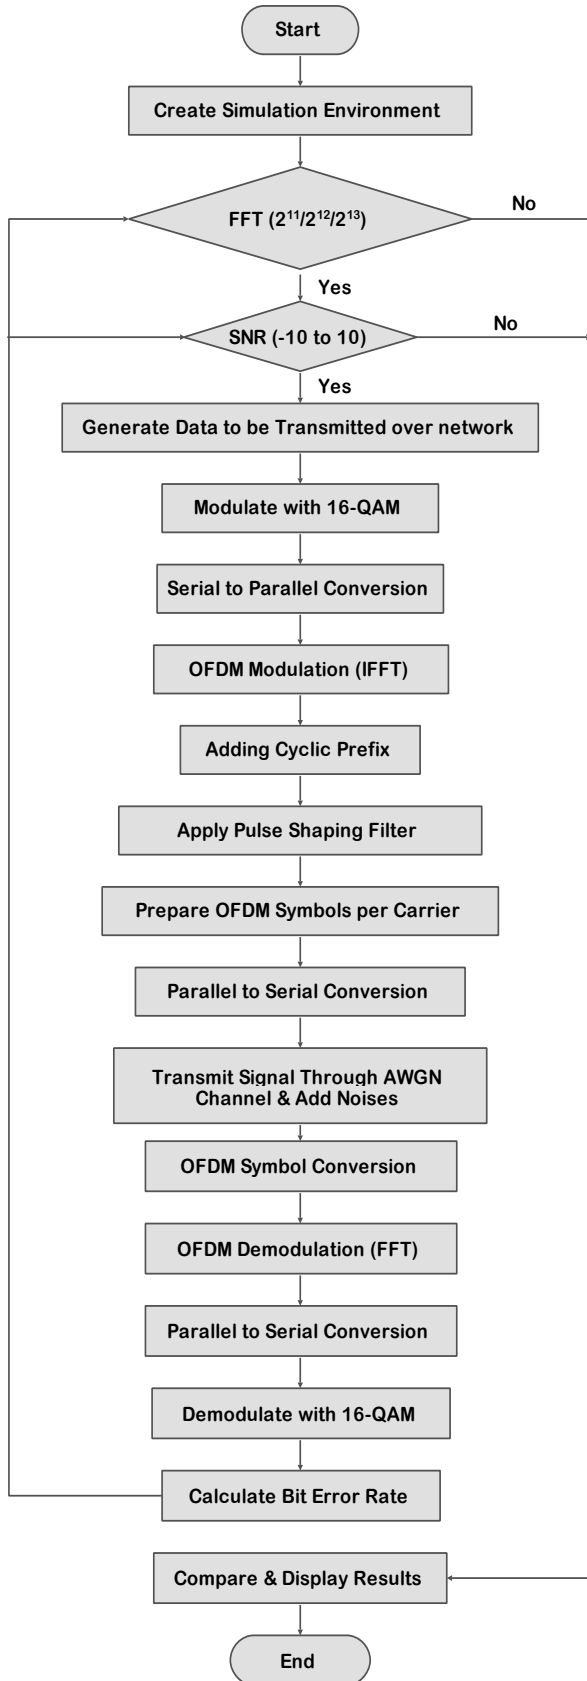 Start
Create Simulation Environment
FFT (2¹¹/2¹²/2¹³)
No
Yes
SNR (-10 to 10)
No
Yes
Generate Data to be Transmitted over network
Modulate with 16-QAM
Serial to Parallel Conversion
OFDM Modulation (IFFT)
Adding Cyclic Prefix
Apply Pulse Shaping Filter
Prepare OFDM Symbols per Carrier
Parallel to Serial Conversion
Transmit Signal Through AWGN
Channel & Add Noises
OFDM Symbol Conversion
OFDM Demodulation (FFT)
Parallel to Serial Conversion
Demodulate with 16-QAM
Calculate Bit Error Rate
Compare & Display Results
End